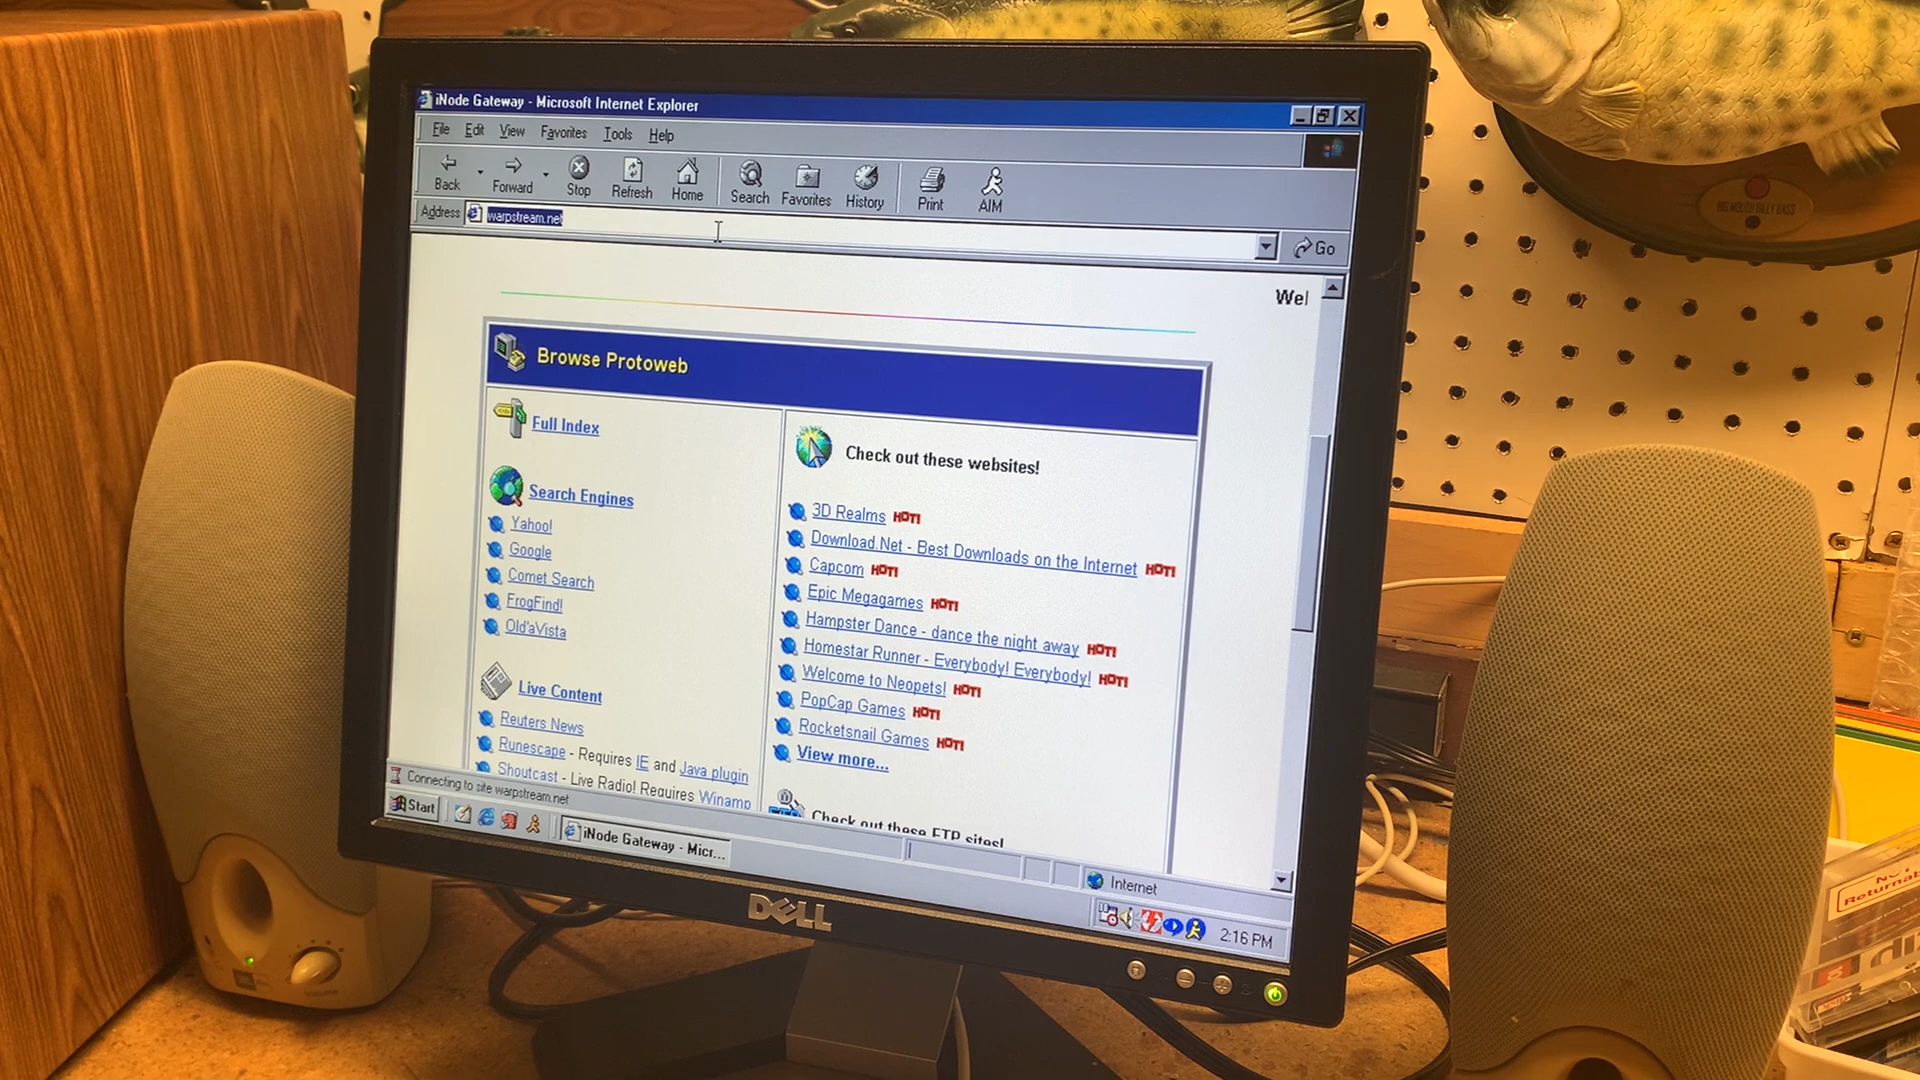 iNode Gateway - Microsoft Internet Explorer
File Edit View Favorites Tools Help
Back Forward Stop Refresh Home Search Favorites History Print AIM
Address warpstream.net Go
Wel
Browse Protoweb
Full Index
Search Engines
Yahoo!
Google
Comet Search
FrogFind!
Old'aVista
Live Content
Reuters News
Runescape - Requires IE and Java plugin
Shoutcast - Live Radio! Requires Winamp
Check out these websites!
3D Realms HOT!
Download.Net - Best Downloads on the Internet HOT!
Capcom HOT!
Epic Megagames HOT!
Hampster Dance - dance the night away HOT!
Homestar Runner - Everybody! Everybody! HOT!
Welcome to Neopets! HOT!
PopCap Games HOT!
Rocketsnail Games HOT!
View more...
Check out these FTP sites!
Connecting to site warpstream.net
Internet
Start
iNode Gateway - Micr...
2:16 PM
DELL
BIG MOUTH BILLY BASS
Returnab